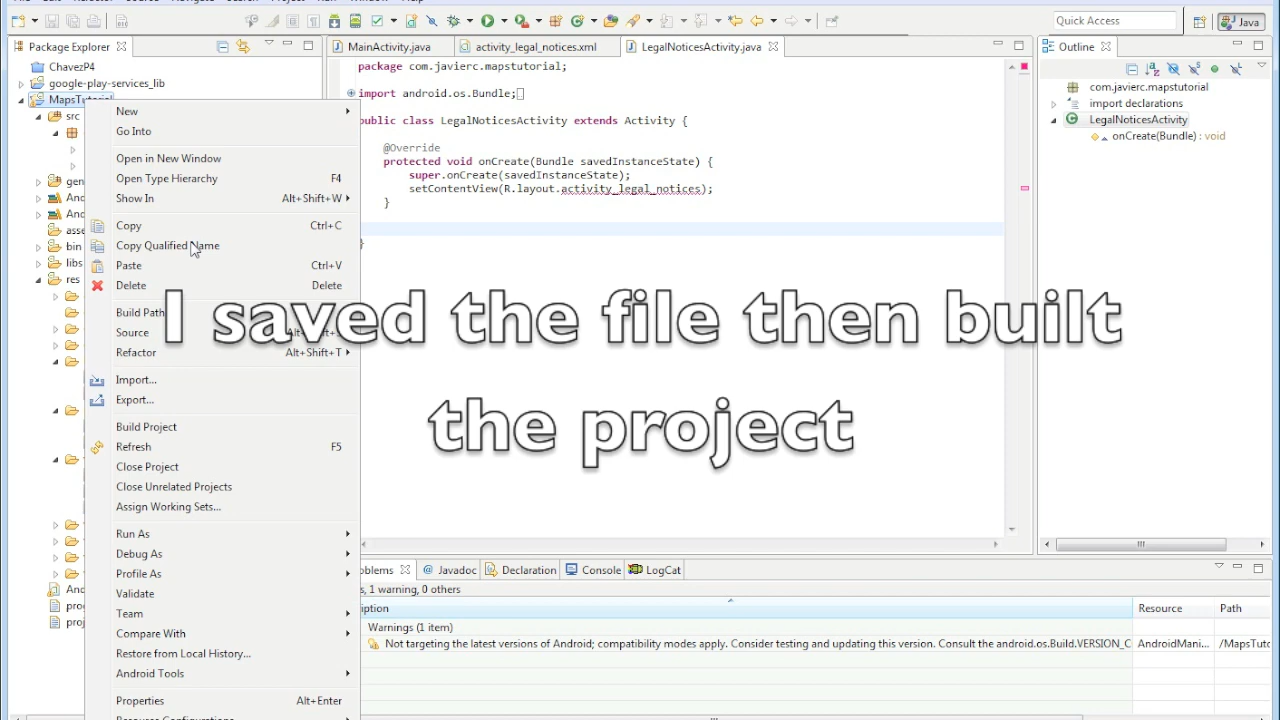 Quick Access
Java
Package Explorer
MainActivity.java
activity_legal_notices.xml
LegalNoticesActivity.java
Outline
ChavezP4
google-play-services_lib
MapsTutorial
src
gen
bin
libs
res
New
Go Into
Open in New Window
Open Type Hierarchy F4
Show In Alt+Shift+W
Copy Ctrl+C
Copy Qualified Name
Paste Ctrl+V
Delete Delete
Build Path
Source
Refactor Alt+Shift+T
Import...
Export...
Build Project
Refresh F5
Close Project
Close Unrelated Projects
Assign Working Sets...
Run As
Debug As
Profile As
Validate
Team
Compare With
Restore from Local History...
Android Tools
Properties Alt+Enter
package com.javierc.mapstutorial;
import android.os.Bundle;
public class LegalNoticesActivity extends Activity {
@Override
protected void onCreate(Bundle savedInstanceState) {
super.onCreate(savedInstanceState);
setContentView(R.layout.activity_legal_notices);
}
}
I saved the file then built
the project
com.javierc.mapstutorial
import declarations
LegalNoticesActivity
onCreate(Bundle) : void
Javadoc
Declaration
Console
LogCat
, 1 warning, 0 others
Resource
Path
Warnings (1 item)
Not targeting the latest versions of Android; compatibility modes apply. Consider testing and updating this version. Consult the android.os.Build.VERSION_C
AndroidMani...
/MapsTuto